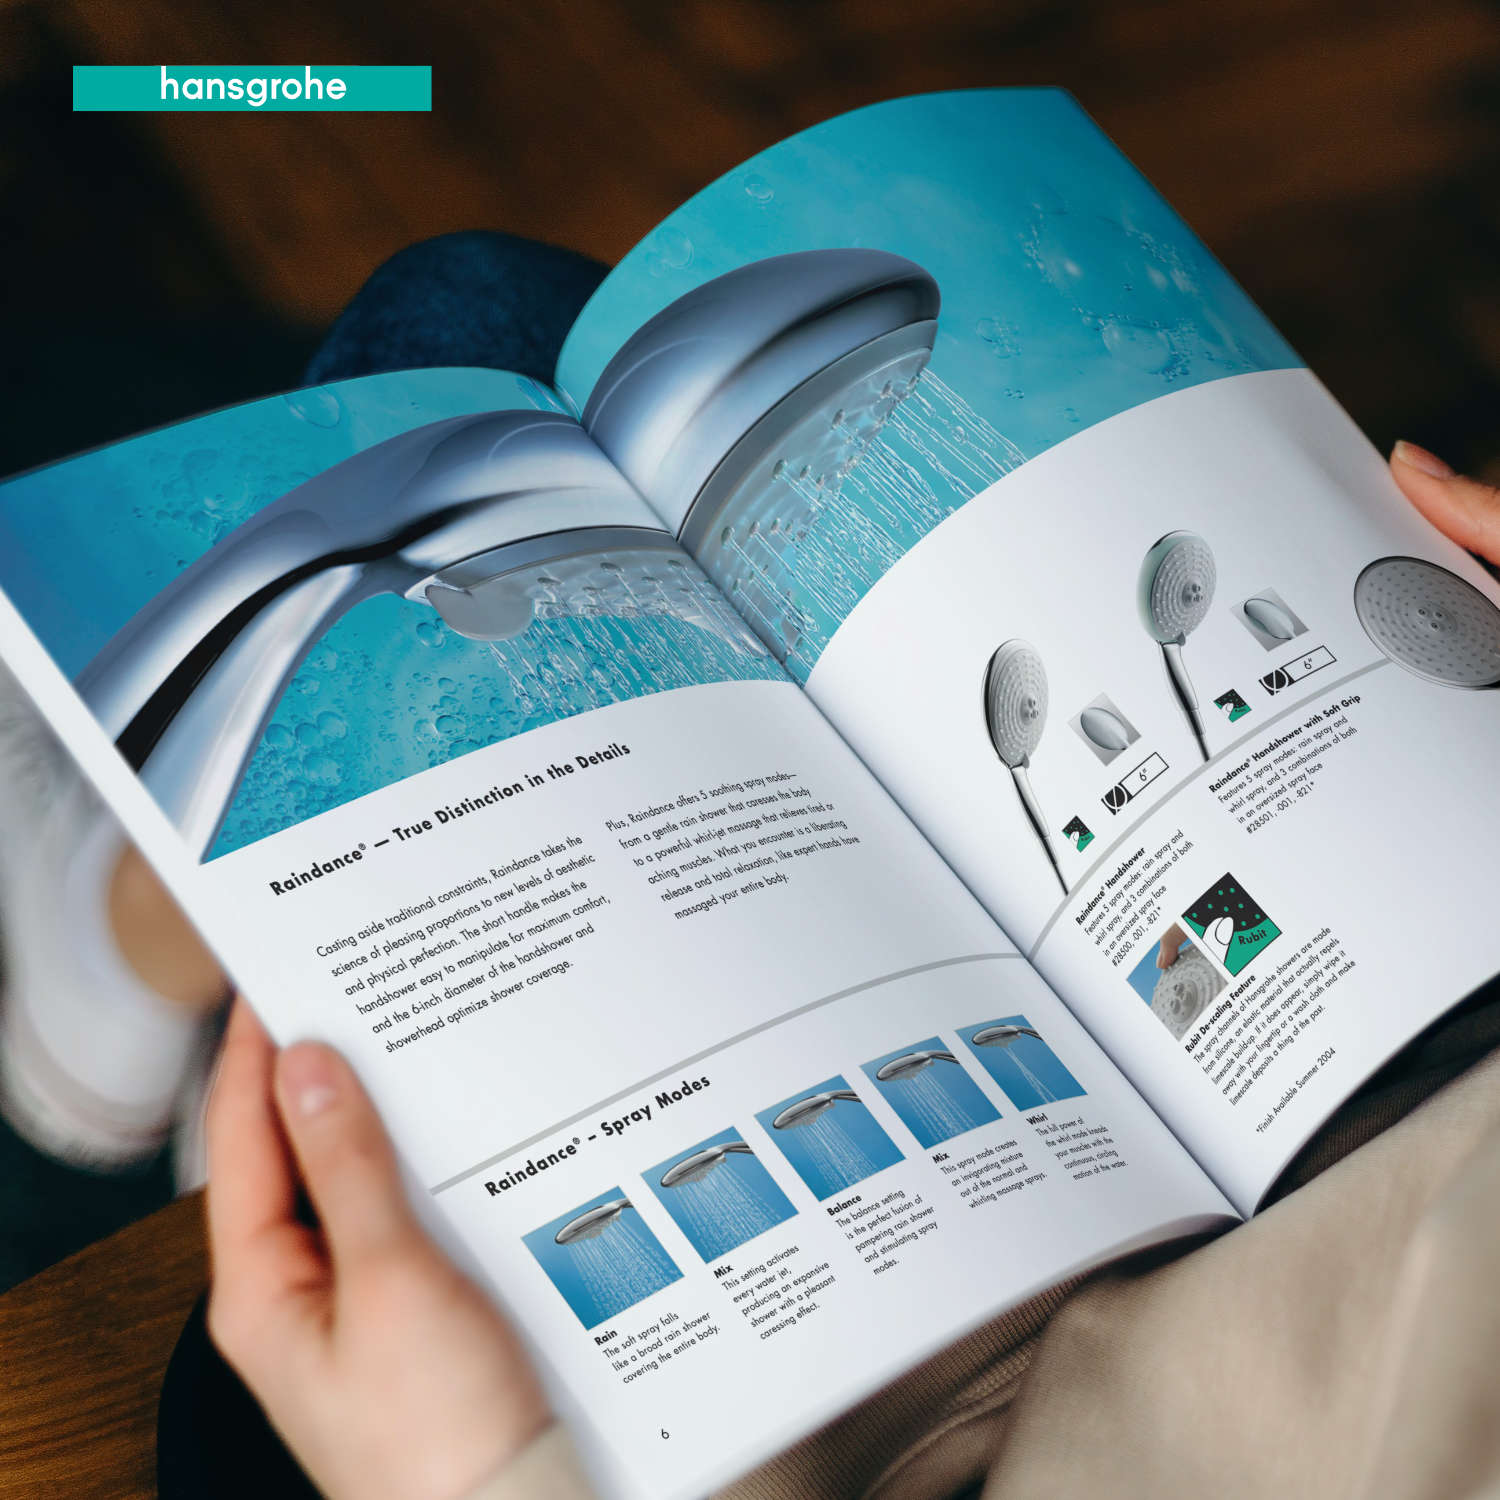 hansgrohe
Raindance® — True Distinction in the Details
Casting aside traditional constraints, Raindance takes the
science of pleasing proportions to new levels of aesthetic
and physical perfection. The short handle makes the
handshower easy to manipulate for maximum comfort,
and the 6-inch diameter of the handshower and
showerhead optimize shower coverage.
Plus, Raindance offers 5 soothing spray modes—
from a gentle rain shower that caresses the body
to a powerful whirl-jet massage that relieves tired or
aching muscles. What you encounter is a liberating
release and total relaxation, like expert hands have
massaged your entire body.
Raindance® – Spray Modes
Rain
The soft spray falls
like a broad rain shower
covering the entire body.
Mix
This setting activates
every water jet,
producing an expansive
shower with a pleasant
caressing effect.
Balance
The balance setting
is the perfect fusion of
pampering rain shower
and stimulating spray
modes.
Mix
This spray mode creates
an invigorating mixture
out of the normal and
whirling massage sprays.
Whirl
The full power of
the whirl mode kneads
your muscles with the
continuous, circling
motion of the water.
6
6"
6"
Raindance® Handshower
Features 5 spray modes: rain spray and
whirl spray, and 3 combinations of both
in an oversized spray face
#28500, -001, -821*
Raindance® Handshower with Soft Grip
Features 5 spray modes: rain spray and
whirl spray, and 3 combinations of both
in an oversized spray face
#28501, -001, -821*
Rubit
Rubit De-scaling Feature
The spray channels of Hansgrohe showers are made
from silicone, an elastic material that actually repels
limescale build-up. If it does appear, simply wipe it
away with your fingertip or a wash cloth and make
limescale deposits a thing of the past.
*Finish Available Summer 2004